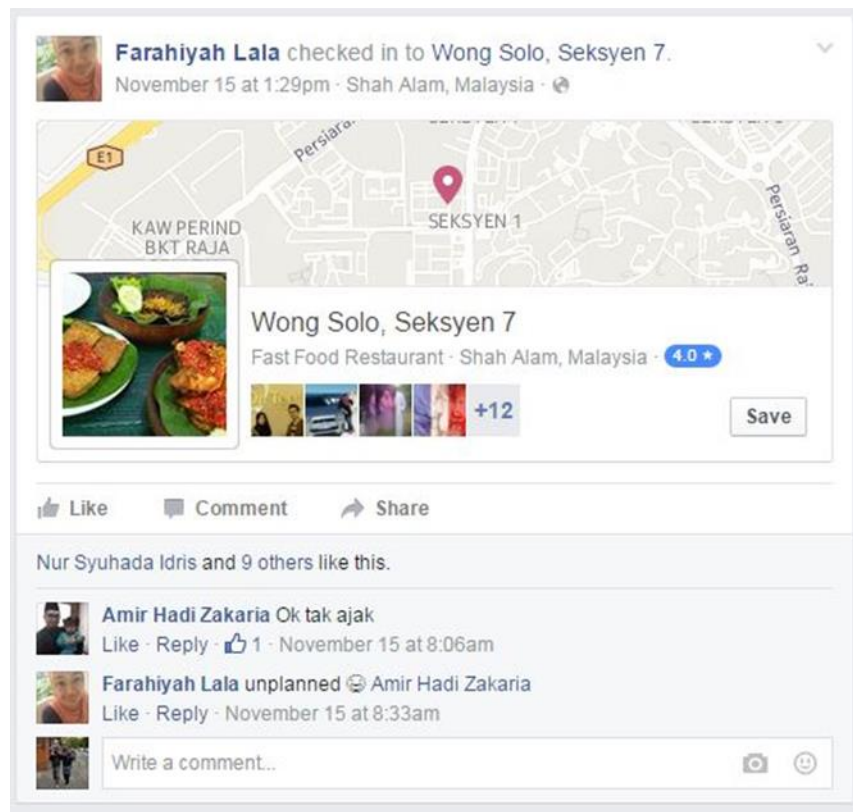 Farahiyah Lala checked in to Wong Solo, Seksyen 7.
November 15 at 1:29pm · Shah Alam, Malaysia ·
E1
Persiara
KAW PERIND
BKT RAJA
SEKSYEN 1
Persiaran Ra
Wong Solo, Seksyen 7
Fast Food Restaurant · Shah Alam, Malaysia · 4.0 ★
+12
Save
Like Comment Share
Nur Syuhada Idris and 9 others like this.
Amir Hadi Zakaria Ok tak ajak
Like · Reply · 1 · November 15 at 8:06am
Farahiyah Lala unplanned 😂 Amir Hadi Zakaria
Like · Reply · November 15 at 8:33am
Write a comment...